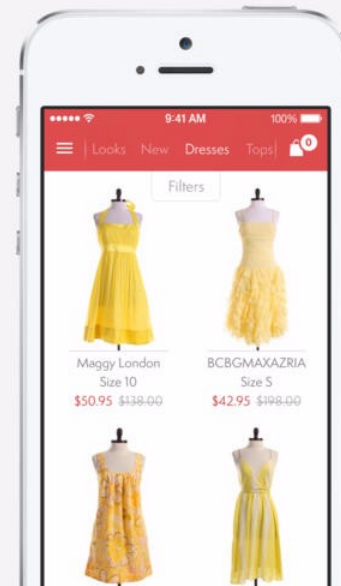 9:41 AM
100%
Looks New Dresses Tops
0
Filters
Maggy London
Size 10
$50.95 $138.00
BCBGMAXAZRIA
Size S
$42.95 $198.00